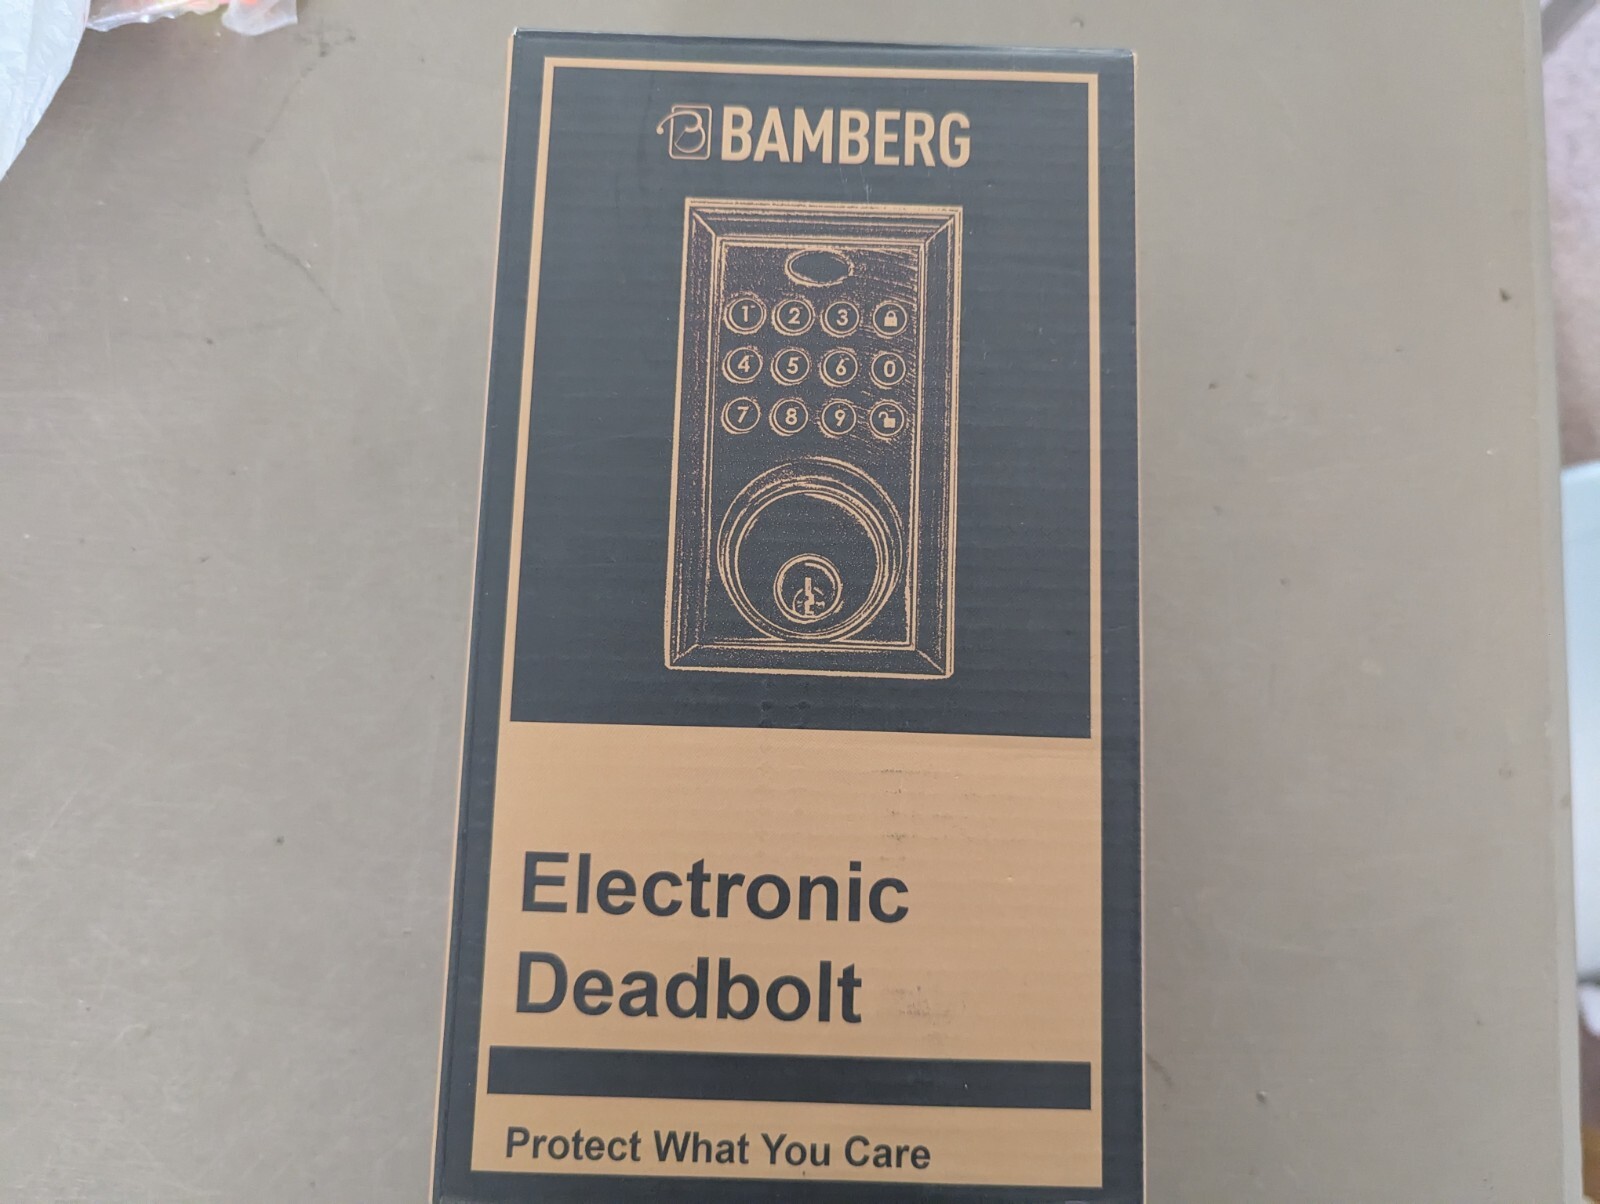 B BAMBERG
1 2 3
4 5 6 0
7 8 9
Electronic
Deadbolt
Protect What You Care